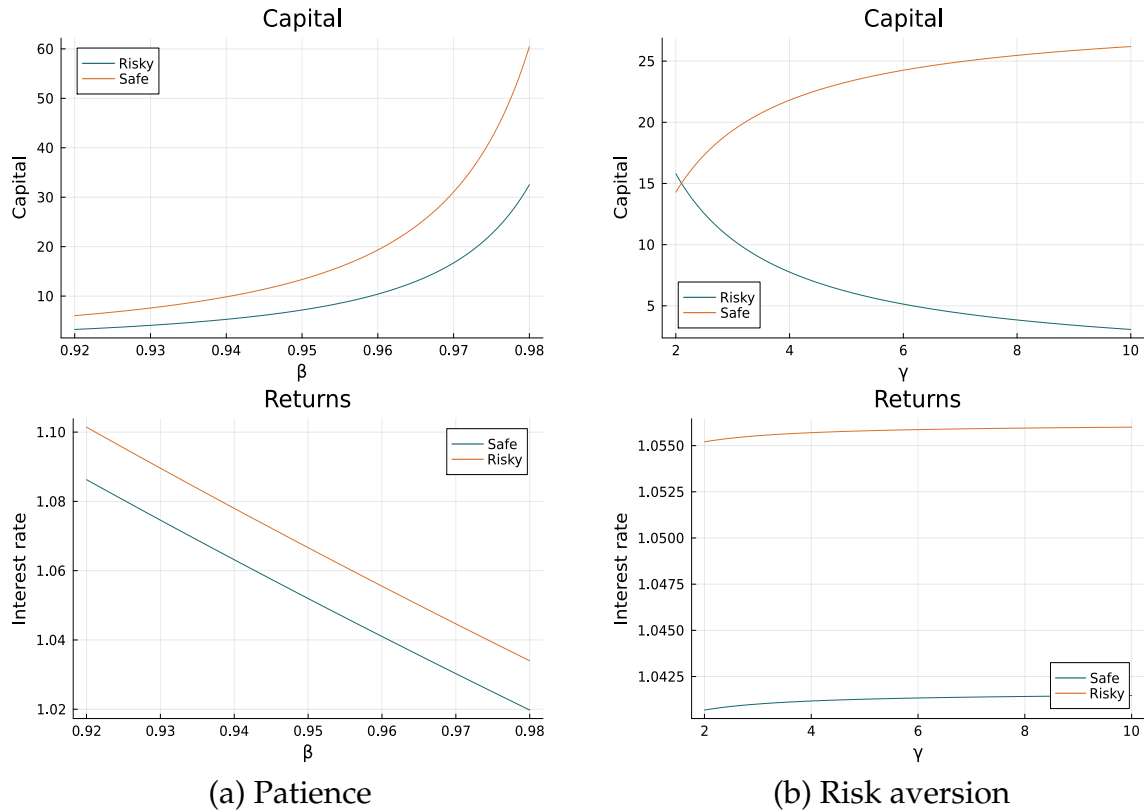 Capital
Capital
60
50
40
30
20
10
Capital
Risky
Safe
0.92 0.93 0.94 0.95 0.96 0.97 0.98
β
25
20
15
10
5
Capital
Risky
Safe
2 4 6 8 10
γ
Returns
Returns
1.10
1.08
1.06
1.04
1.02
Interest rate
Safe
Risky
0.92 0.93 0.94 0.95 0.96 0.97 0.98
β
1.0550
1.0525
1.0500
1.0475
1.0450
1.0425
Interest rate
Safe
Risky
2 4 6 8 10
γ
(a) Patience
(b) Risk aversion